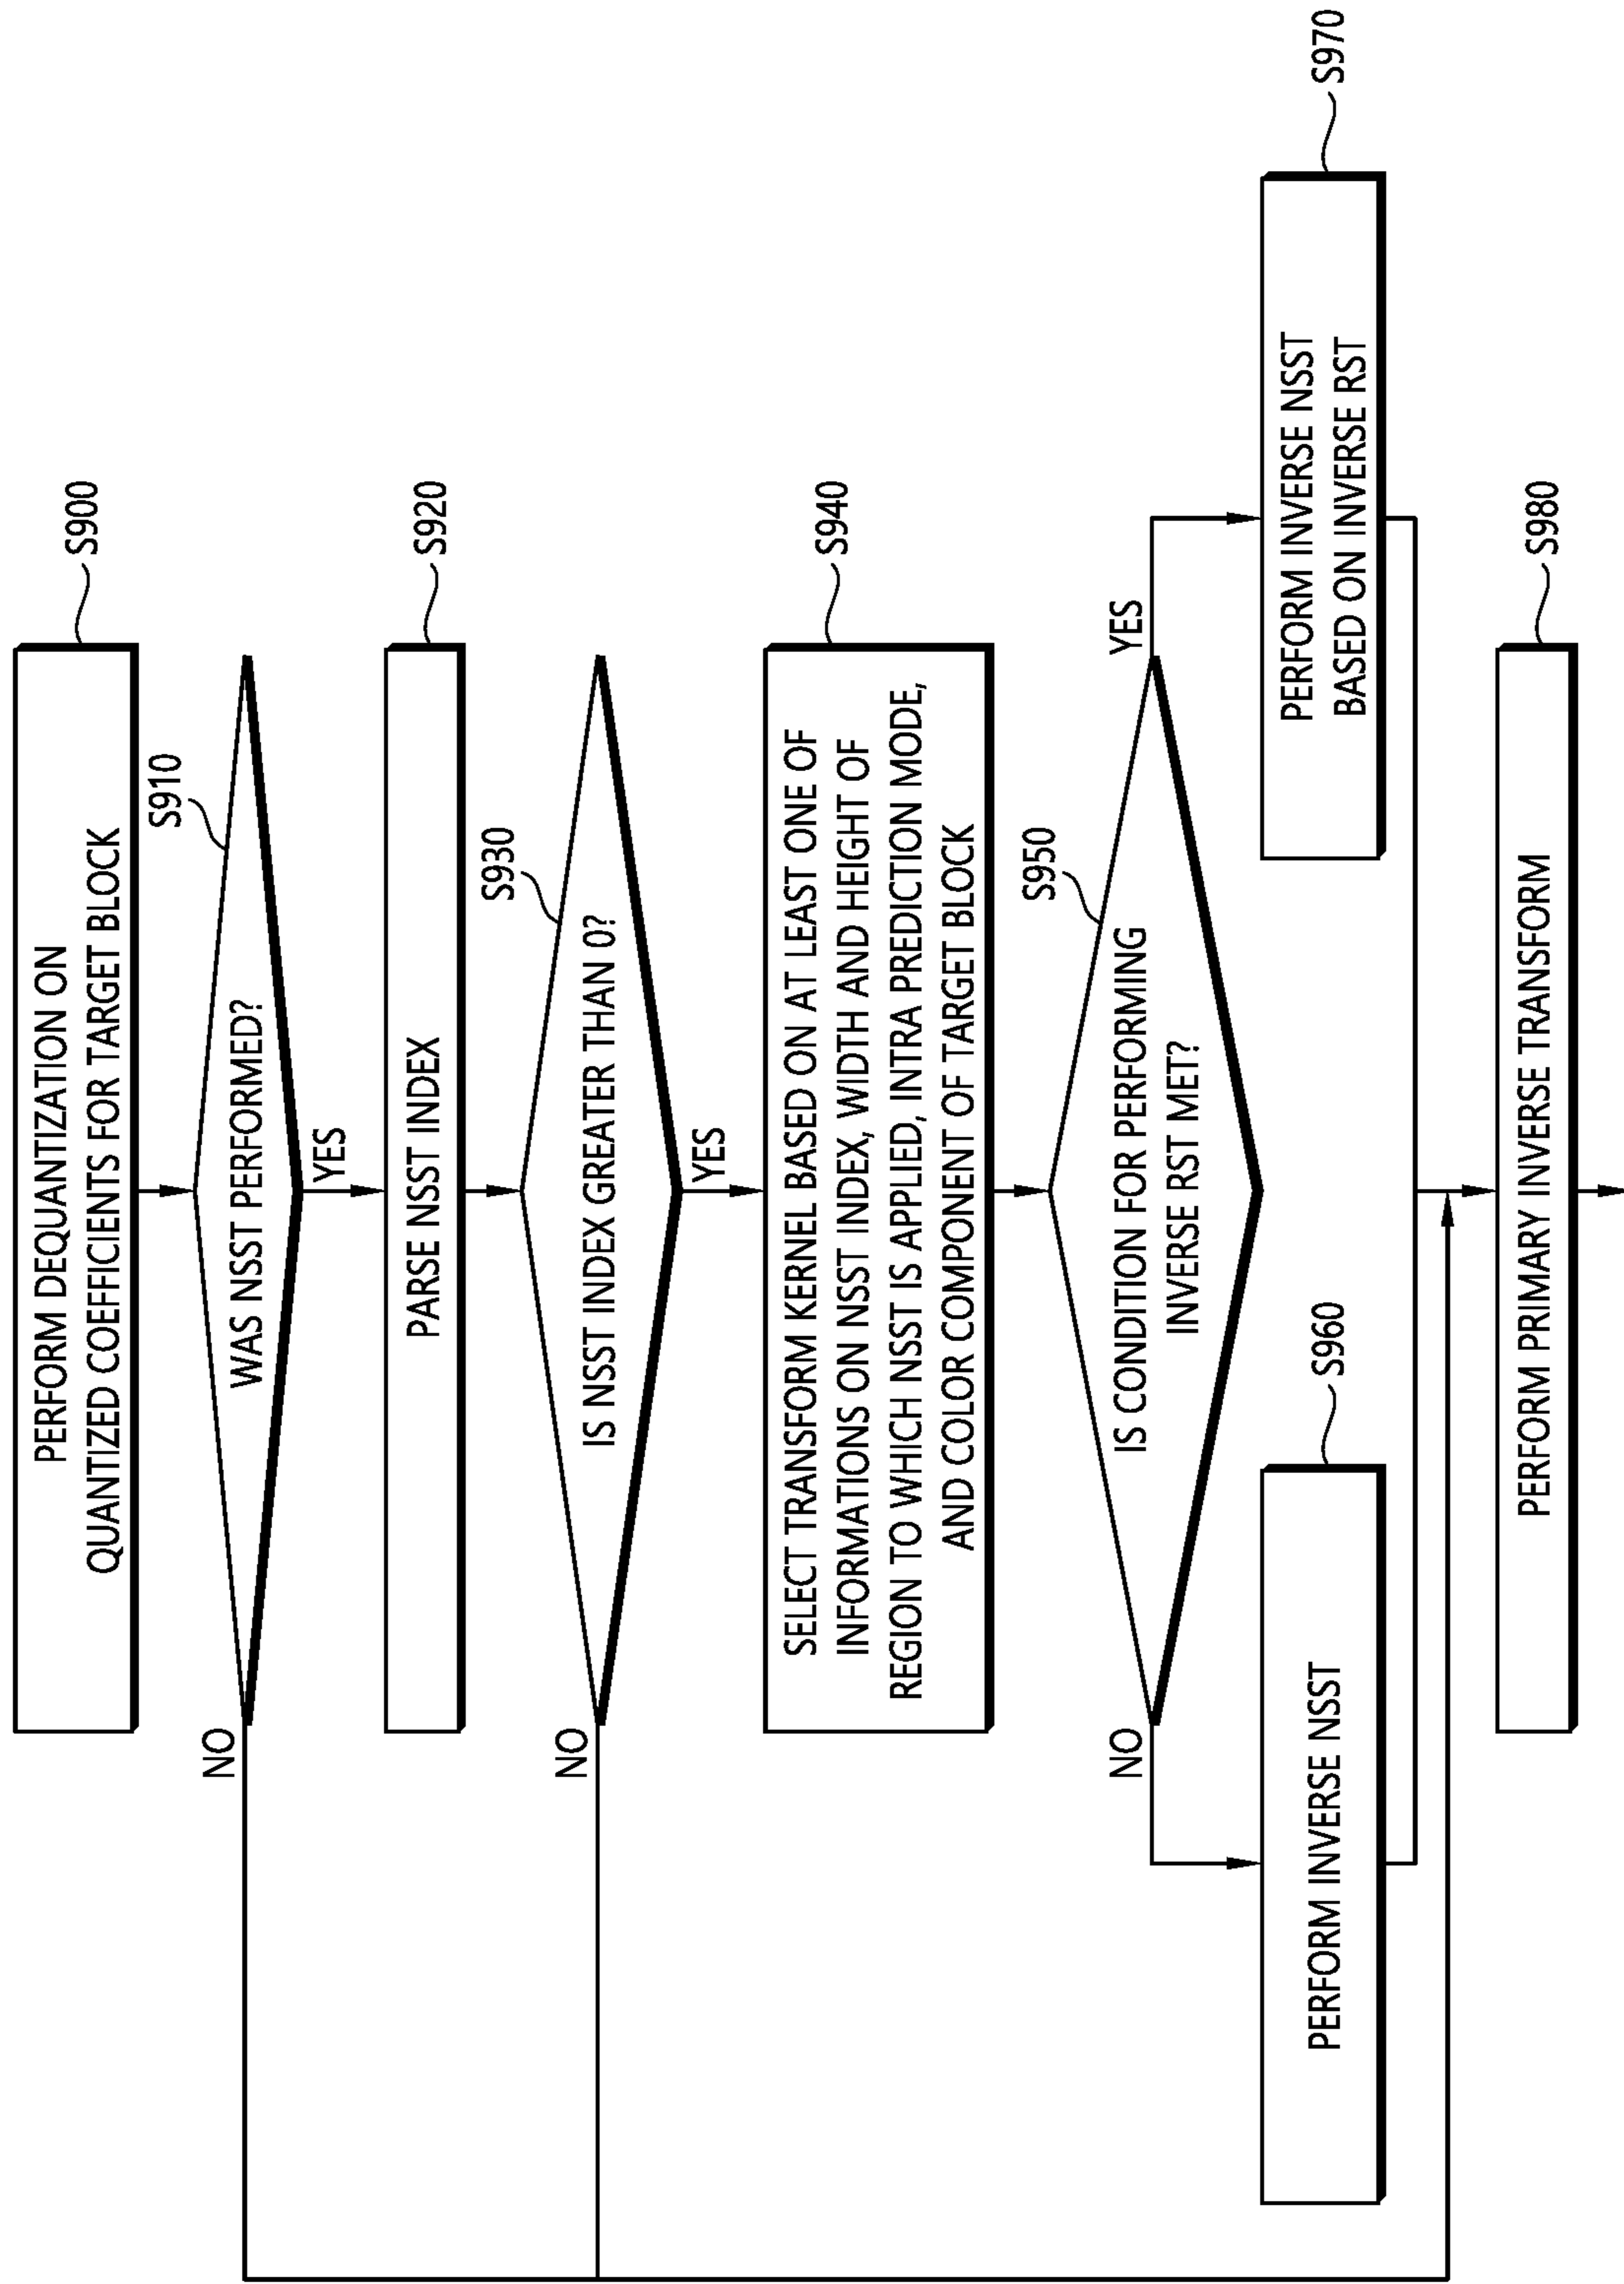 PERFORM DEQUANTIZATION ON
QUANTIZED COEFFICIENTS FOR TARGET BLOCK
S900
WAS NSST PERFORMED?
S910
NO
YES
PARSE NSST INDEX
S920
IS NSST INDEX GREATER THAN 0?
S930
NO
YES
SELECT TRANSFORM KERNEL BASED ON AT LEAST ONE OF
INFORMATIONS ON NSST INDEX, WIDTH AND HEIGHT OF
REGION TO WHICH NSST IS APPLIED, INTRA PREDICTION MODE,
AND COLOR COMPONENT OF TARGET BLOCK
S940
IS CONDITION FOR PERFORMING
INVERSE RST MET?
S950
NO
YES
PERFORM INVERSE NSST
S960
PERFORM INVERSE NSST
BASED ON INVERSE RST
S970
PERFORM PRIMARY INVERSE TRANSFORM
S980